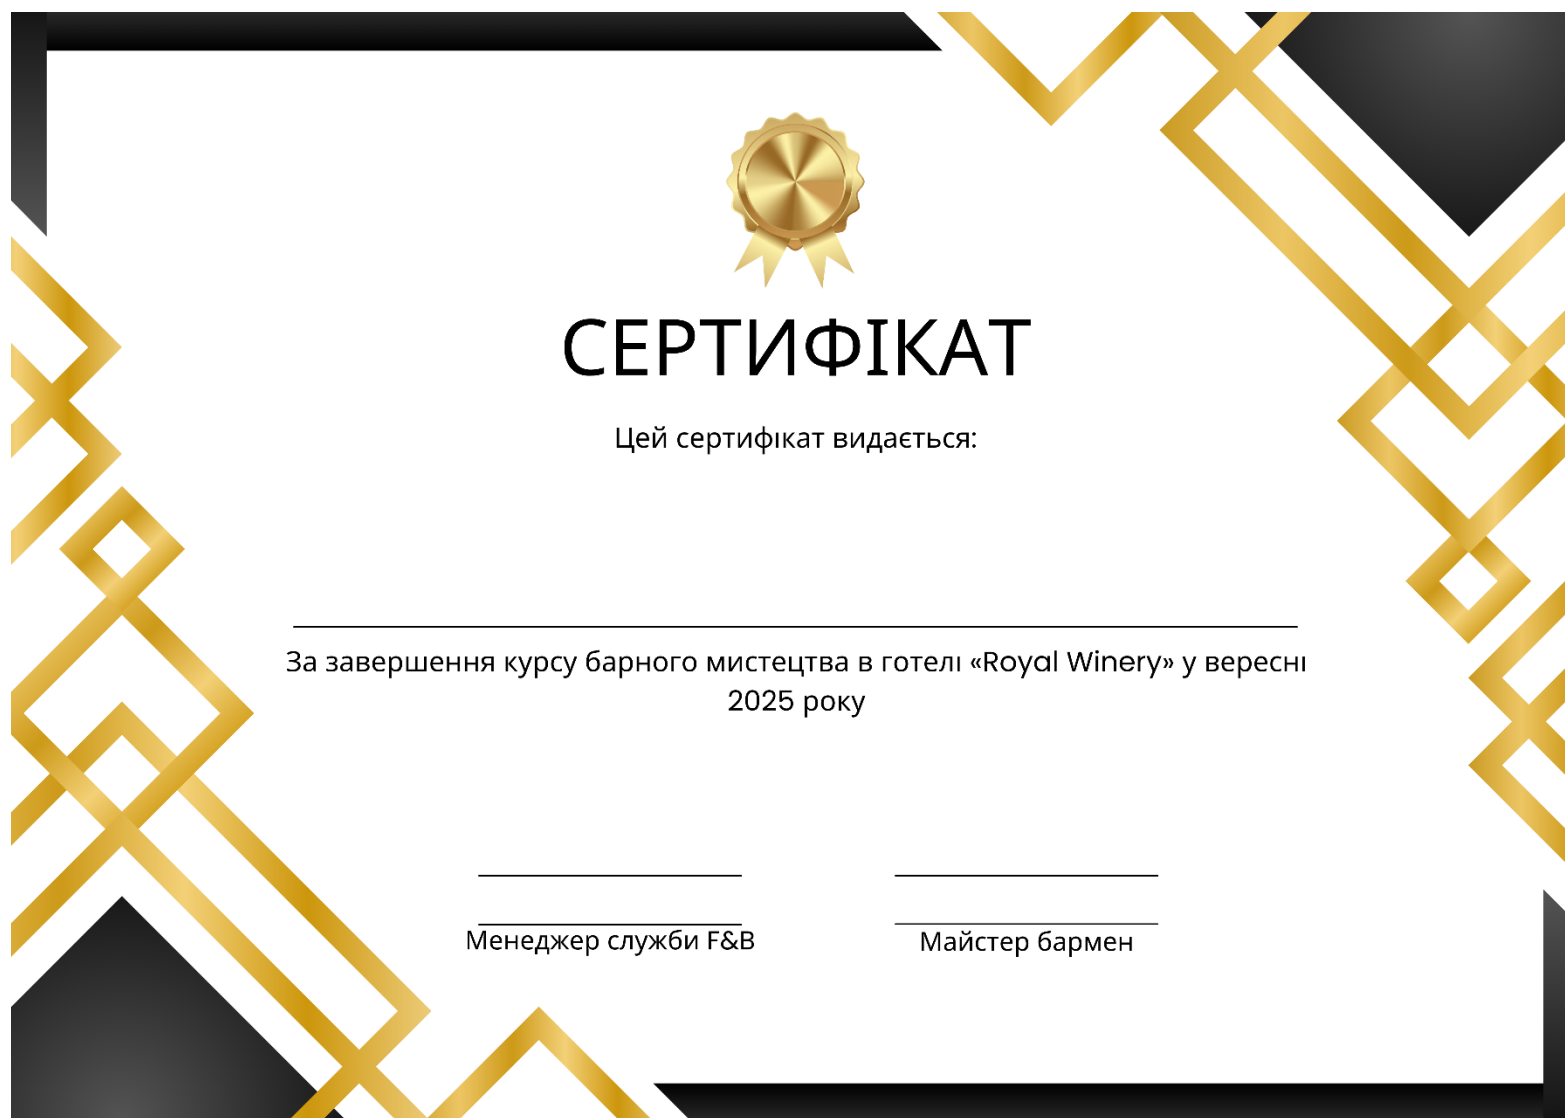 СЕРТИФІКАТ
Цей сертифікат видається:
За завершення курсу барного мистецтва в готелі «Royal Winery» у вересні
2025 року
Менеджер служби F&B
Майстер бармен